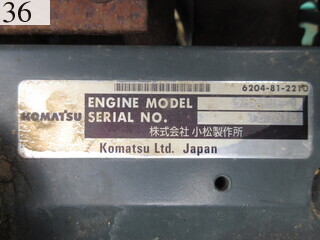 36
6204-81-2210
KOMATSU
ENGINE MODEL
SERIAL NO.
株式会社 小松製作所
Komatsu Ltd. Japan